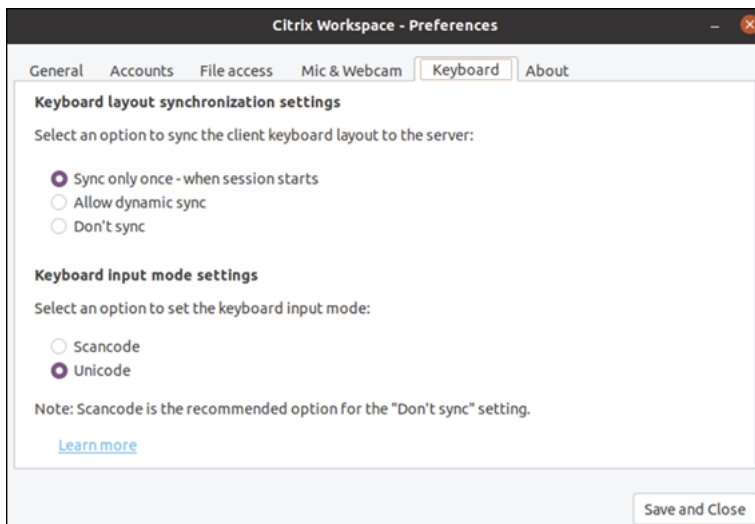 Citrix Workspace - Preferences
General Accounts File access Mic & Webcam Keyboard About
Keyboard layout synchronization settings
Select an option to sync the client keyboard layout to the server:
Sync only once - when session starts
Allow dynamic sync
Don't sync
Keyboard input mode settings
Select an option to set the keyboard input mode:
Scancode
Unicode
Note: Scancode is the recommended option for the "Don't sync" setting.
Learn more
Save and Close